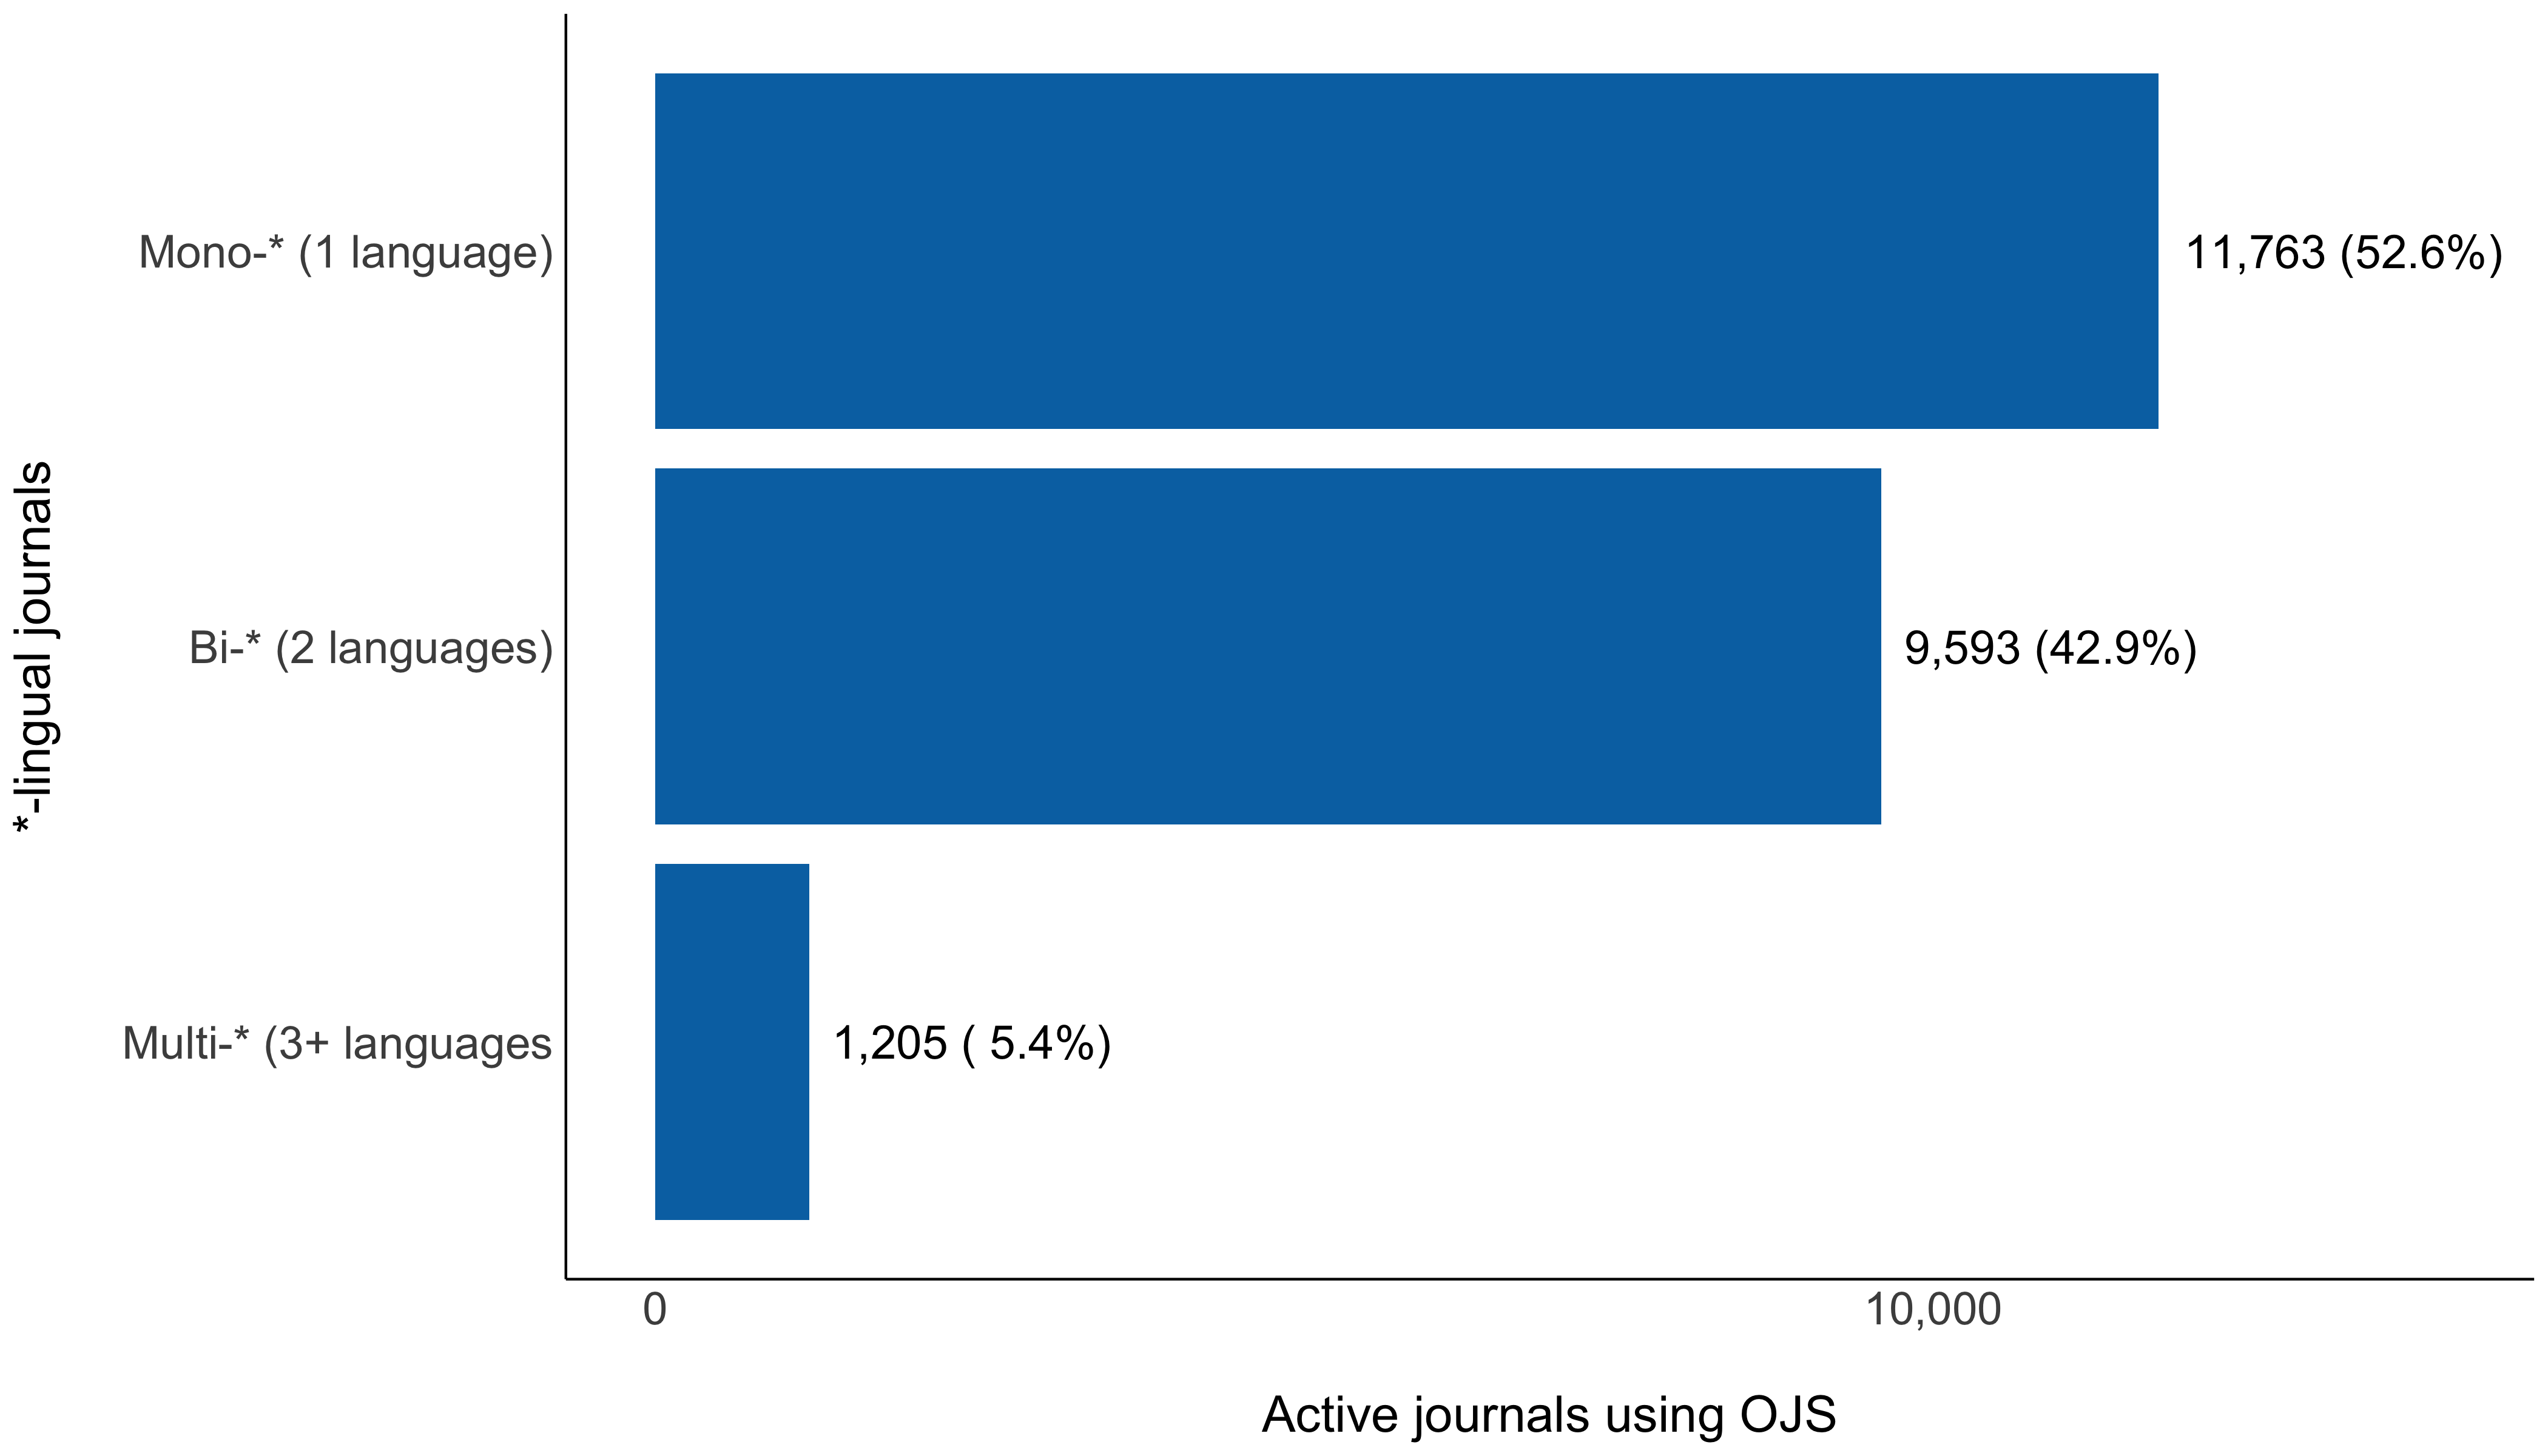 *-lingual journals
Mono-* (1 language)
11,763 (52.6%)
Bi-* (2 languages)
9,593 (42.9%)
Multi-* (3+ languages
1,205 ( 5.4%)
0
10,000
Active journals using OJS